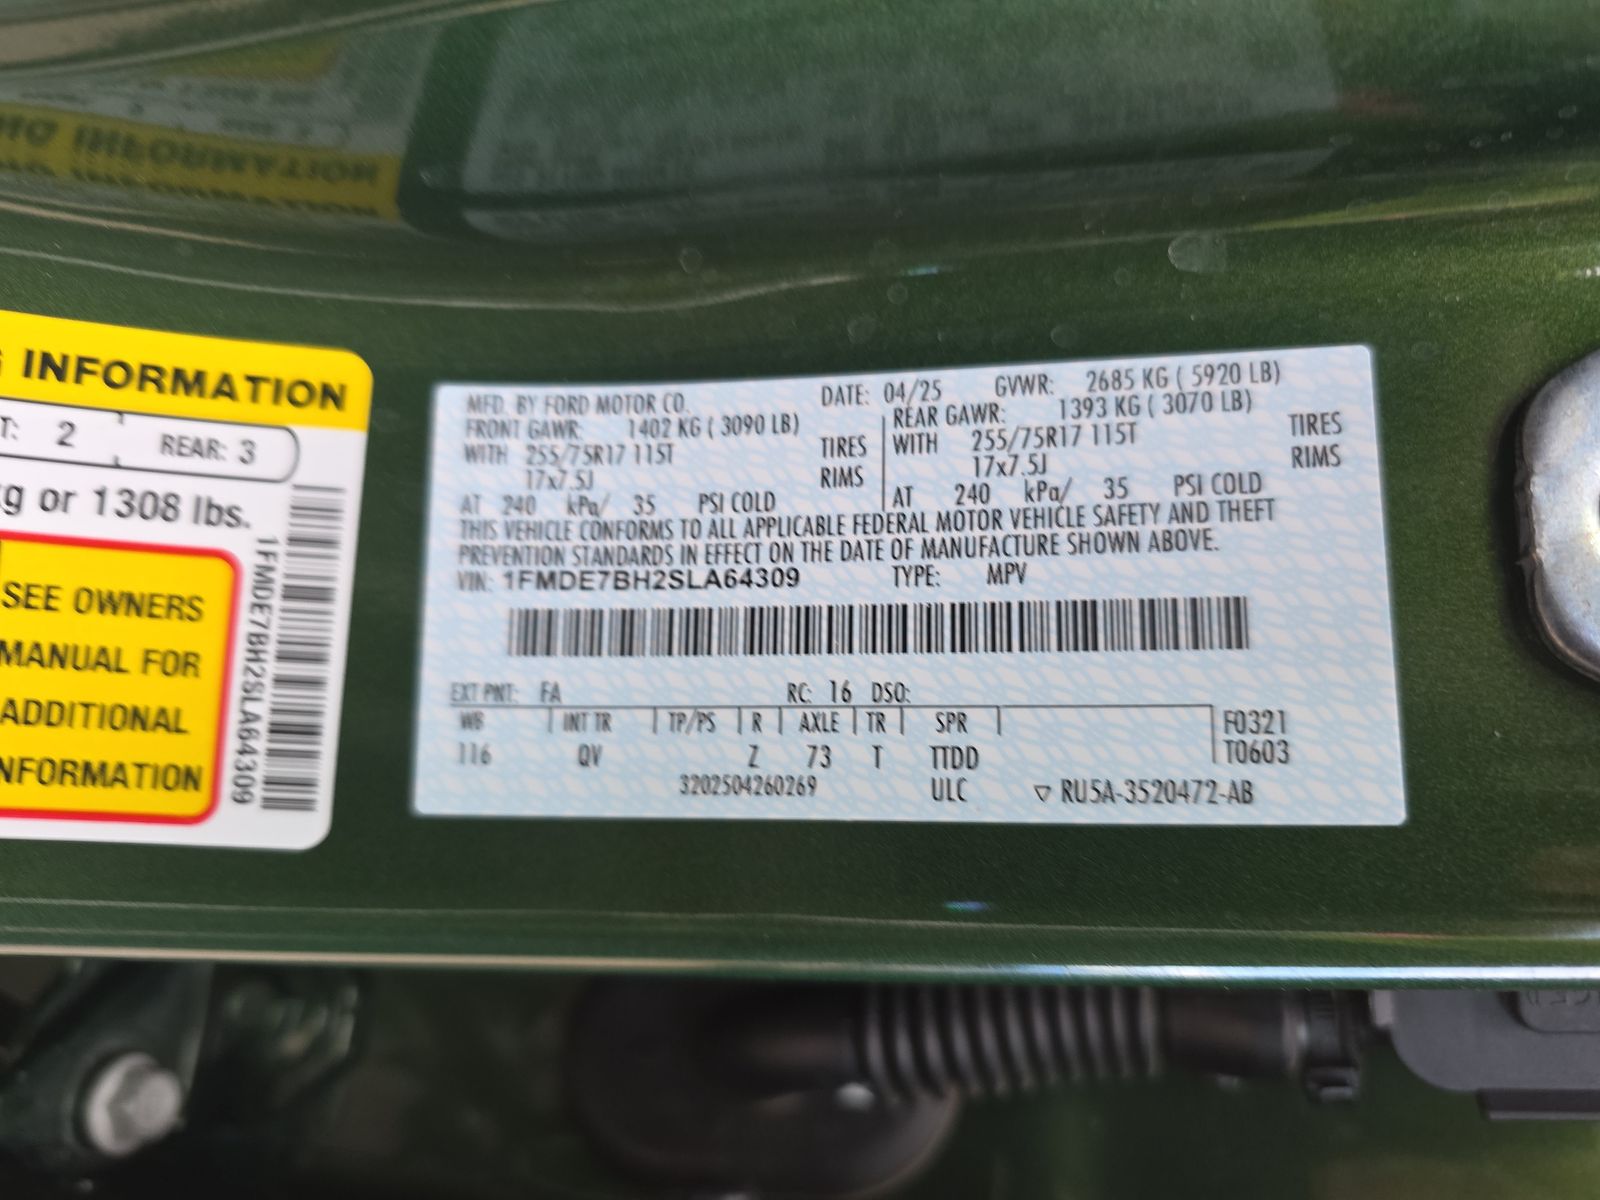 INFORMATION
2
REAR: 3
kg or 1308 lbs.
SEE OWNERS
MANUAL FOR
ADDITIONAL
INFORMATION
1FMDE7BH2SLA64309
MFD. BY FORD MOTOR CO. DATE: 04/25 GVWR: 2685 KG ( 5920 LB)
FRONT GAWR: 1402 KG ( 3090 LB) REAR GAWR: 1393 KG ( 3070 LB)
WITH 255/75R17 115T TIRES WITH 255/75R17 115T TIRES
17x7.5J RIMS 17x7.5J RIMS
AT 240 kPa/ 35 PSI COLD AT 240 kPa/ 35 PSI COLD
THIS VEHICLE CONFORMS TO ALL APPLICABLE FEDERAL MOTOR VEHICLE SAFETY AND THEFT
PREVENTION STANDARDS IN EFFECT ON THE DATE OF MANUFACTURE SHOWN ABOVE.
VIN: 1FMDE7BH2SLA64309 TYPE: MPV
EXT PNT: FA RC: 16 DSO:
WB INT TR TP/PS R AXLE TR SPR F0321
116 QV Z 73 T TTDD T0603
3202504260269 ULC ▽ RU5A-3520472-AB